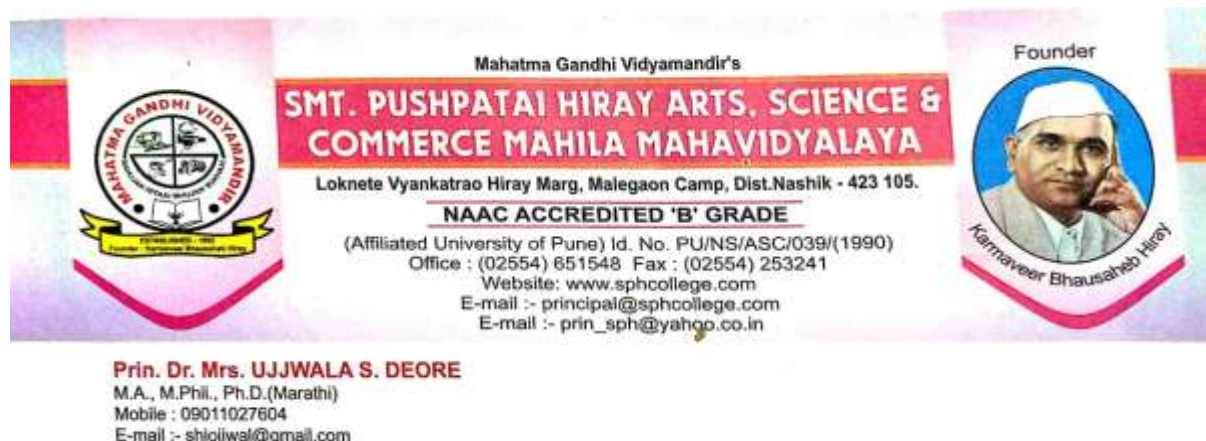 Mahatma Gandhi Vidyamandir's
SMT. PUSHPATAI HIRAY ARTS, SCIENCE &
COMMERCE MAHILA MAHAVIDYALAYA
Loknete Vyankatrao Hiray Marg, Malegaon Camp, Dist.Nashik - 423 105.
NAAC ACCREDITED 'B' GRADE
(Affiliated University of Pune) Id. No. PU/NS/ASC/039/(1990)
Office : (02554) 651548 Fax : (02554) 253241
Website: www.sphcollege.com
E-mail :- principal@sphcollege.com
E-mail :- prin_sph@yahoo.co.in
MAHATMA GANDHI VIDYAMANDIR
Founder
Karmaveer Bhausaheb Hiray
Prin. Dr. Mrs. UJJWALA S. DEORE
M.A., M.Phil., Ph.D.(Marathi)
Mobile : 09011027604